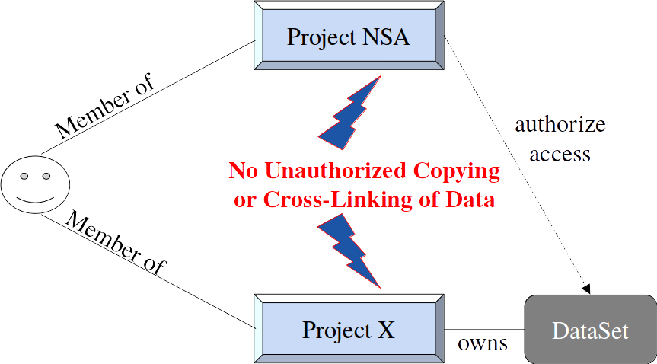 Project NSA
Member of
authorize
access
No Unauthorized Copying
or Cross-Linking of Data
Member of
Project X
owns
DataSet